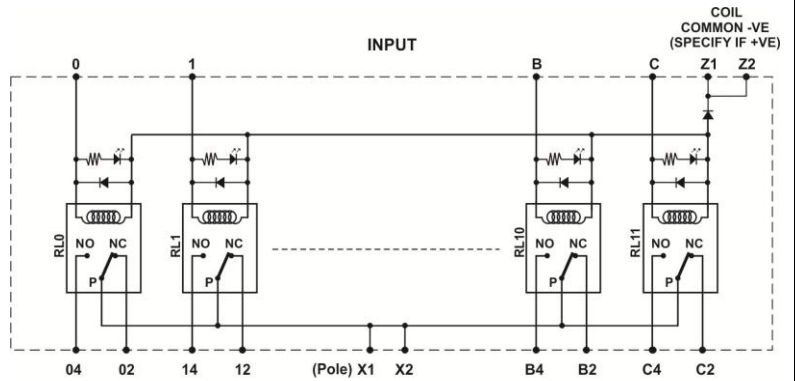 COIL
COMMON -VE
(SPECIFY IF +VE)
INPUT
0 1 B C Z1 Z2
RL0 RL1 RL10 RL11
NO NC NO NC NO NC NO NC
P P P P
04 02 14 12 (Pole) X1 X2 B4 B2 C4 C2